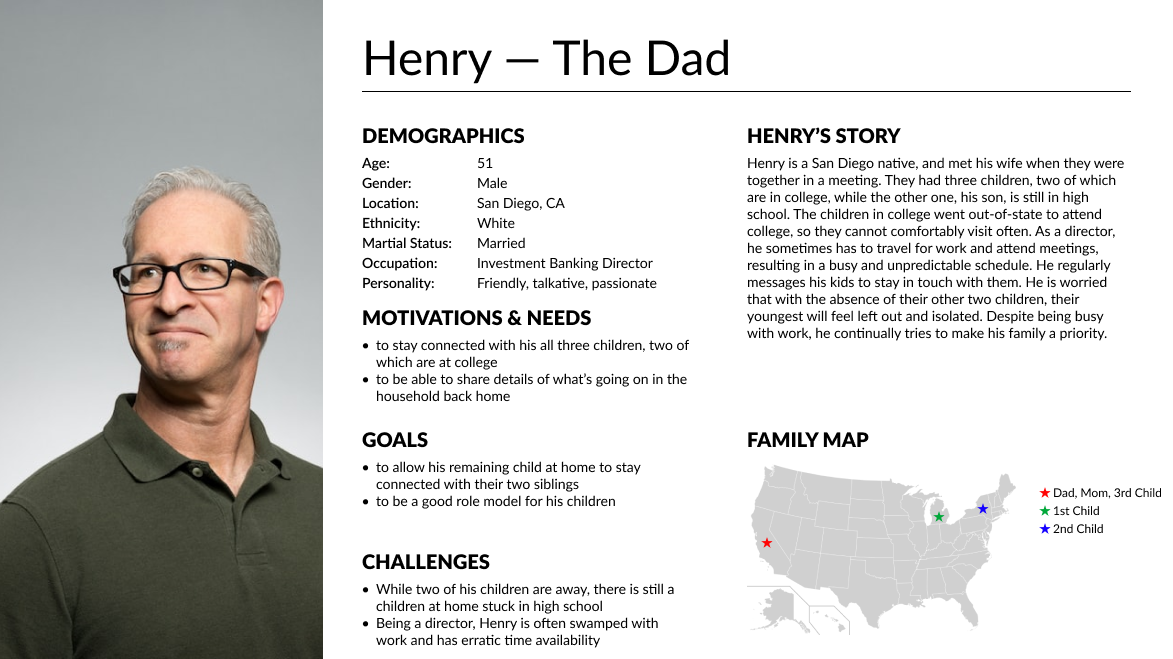 Henry — The Dad
DEMOGRAPHICS
Age: 51
Gender: Male
Location: San Diego, CA
Ethnicity: White
Martial Status: Married
Occupation: Investment Banking Director
Personality: Friendly, talkative, passionate
MOTIVATIONS & NEEDS
• to stay connected with his all three children, two of
which are at college
• to be able to share details of what's going on in the
household back home
GOALS
• to allow his remaining child at home to stay
connected with their two siblings
• to be a good role model for his children
CHALLENGES
• While two of his children are away, there is still a
children at home stuck in high school
• Being a director, Henry is often swamped with
work and has erratic time availability
HENRY'S STORY
Henry is a San Diego native, and met his wife when they were
together in a meeting. They had three children, two of which
are in college, while the other one, his son, is still in high
school. The children in college went out-of-state to attend
college, so they cannot comfortably visit often. As a director,
he sometimes has to travel for work and attend meetings,
resulting in a busy and unpredictable schedule. He regularly
messages his kids to stay in touch with them. He is worried
that with the absence of their other two children, their
youngest will feel left out and isolated. Despite being busy
with work, he continually tries to make his family a priority.
FAMILY MAP
Dad, Mom, 3rd Child
1st Child
2nd Child